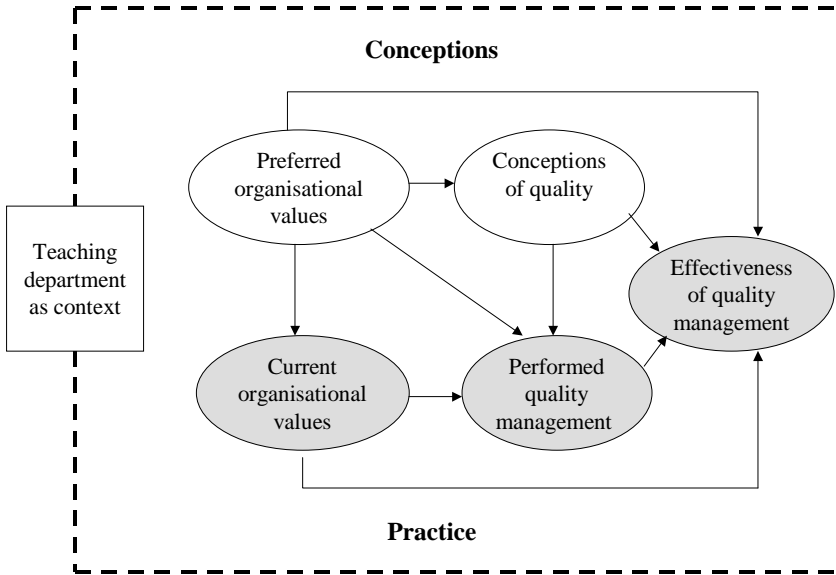 Conceptions
Preferred
organisational
values
Conceptions
of quality
Teaching
department
as context
Effectiveness
of quality
management
Current
organisational
values
Performed
quality
management
Practice